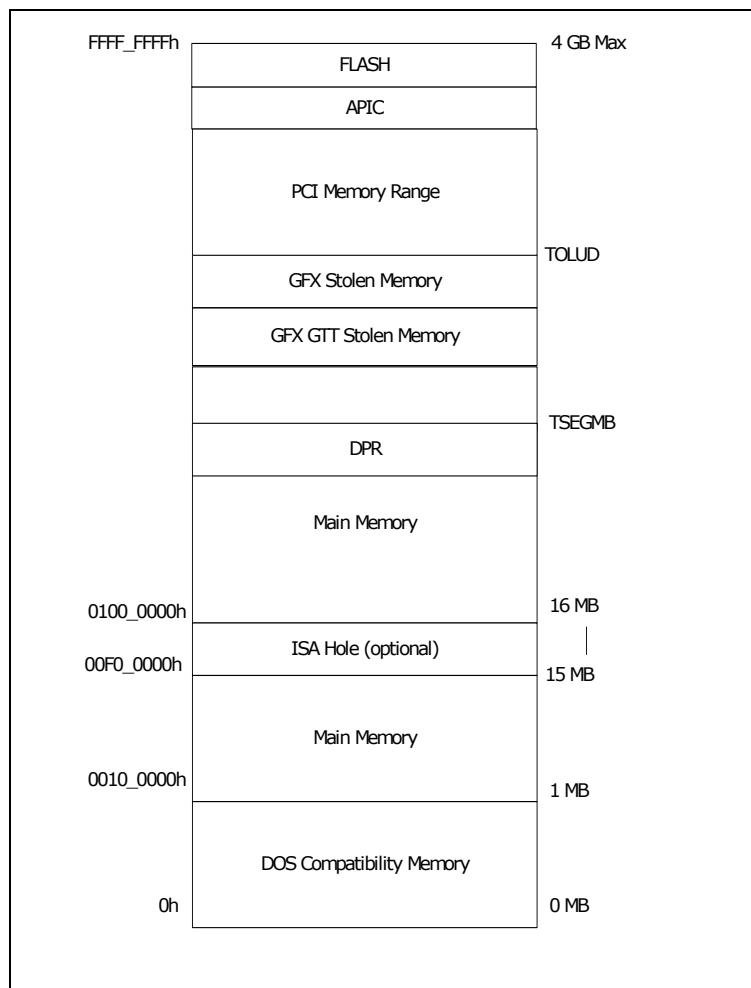 FFFF_FFFFh
4 GB Max
FLASH
APIC
PCI Memory Range
TOLUD
GFX Stolen Memory
GFX GTT Stolen Memory
TSEGMB
DPR
Main Memory
0100_0000h
16 MB
ISA Hole (optional)
00F0_0000h
15 MB
Main Memory
0010_0000h
1 MB
DOS Compatibility Memory
0h
0 MB